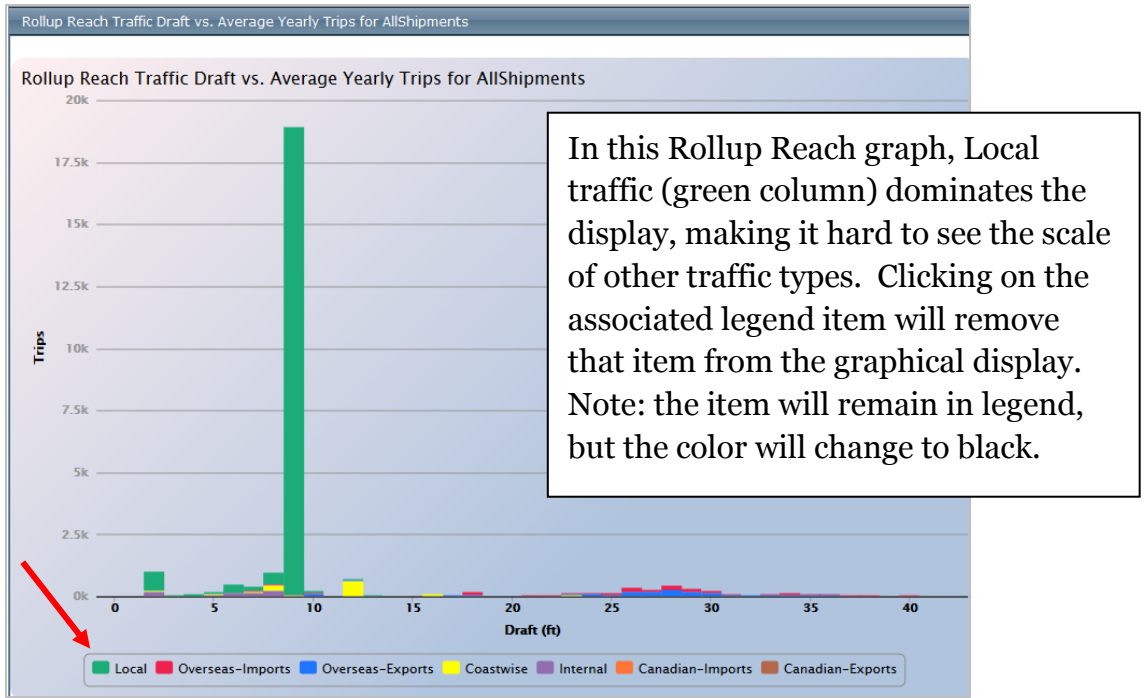 Rollup Reach Traffic Draft vs. Average Yearly Trips for AllShipments
Rollup Reach Traffic Draft vs. Average Yearly Trips for AllShipments
20k
17.5k
15k
12.5k
10k
7.5k
5k
2.5k
0k
Trips
0 5 10 15 20 25 30 35 40
Draft (ft)
Local Overseas-Imports Overseas-Exports Coastwise Internal Canadian-Imports Canadian-Exports
In this Rollup Reach graph, Local
traffic (green column) dominates the
display, making it hard to see the scale
of other traffic types.  Clicking on the
associated legend item will remove
that item from the graphical display.
Note: the item will remain in legend,
but the color will change to black.